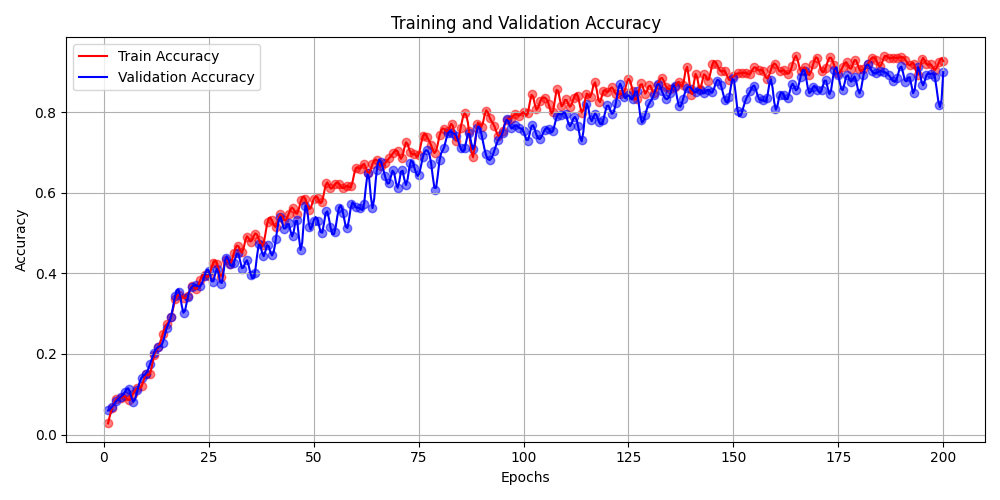 Training and Validation Accuracy
Train Accuracy
Validation Accuracy
Accuracy
0.8
0.6
0.4
0.2
0.0
0 25 50 75 100 125 150 175 200
Epochs